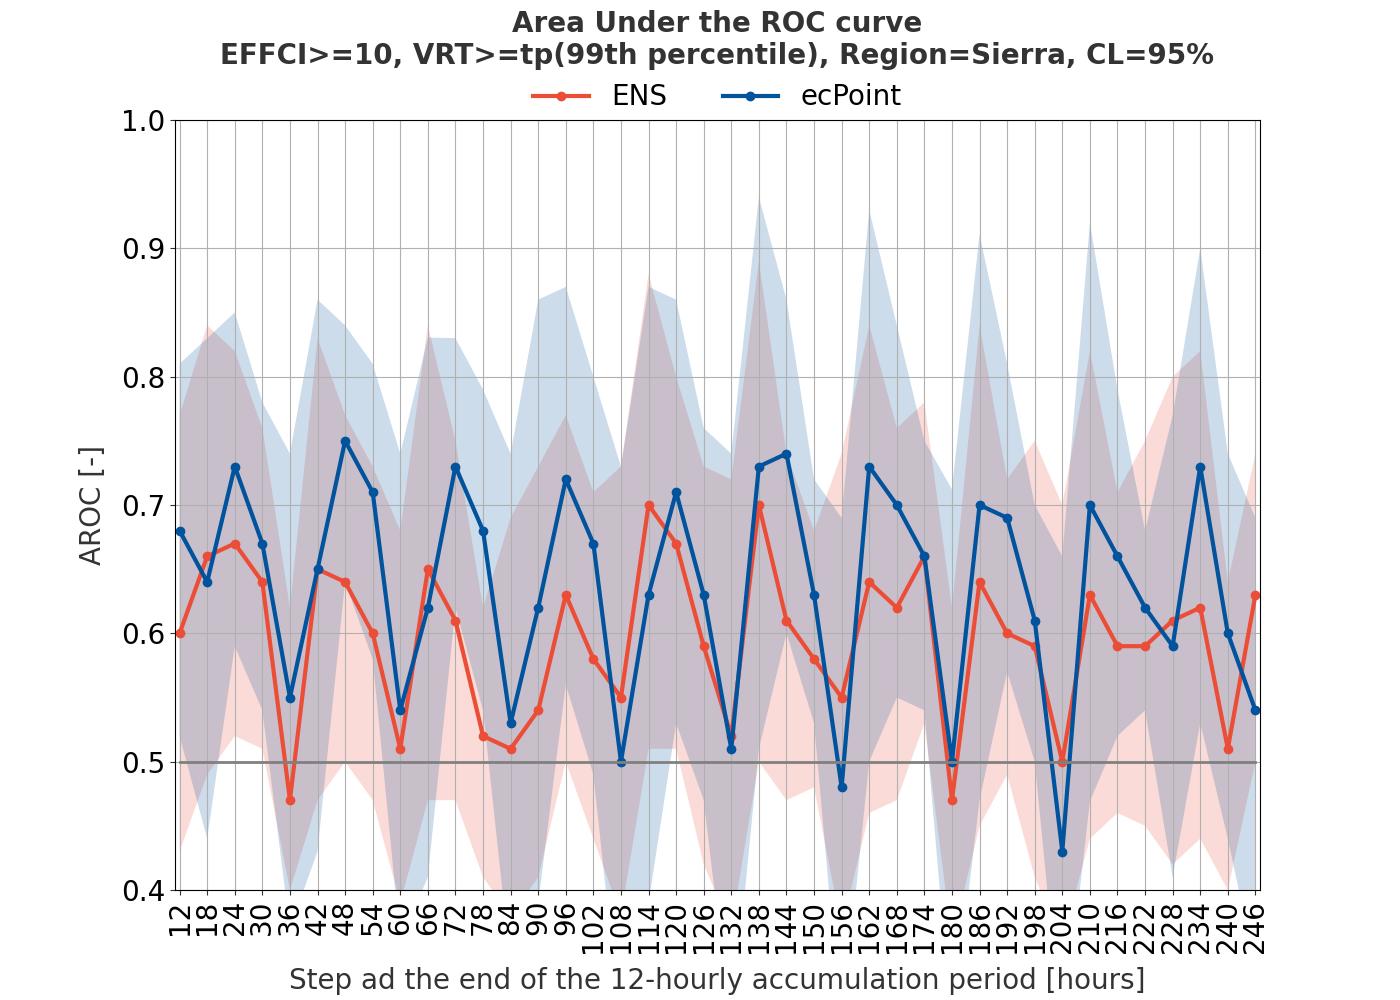 Area Under the ROC curve
EFFCI>=10, VRT>=tp(99th percentile), Region=Sierra, CL=95%
ENS ecPoint
1.0
0.9
0.8
0.7
0.6
0.5
0.4
AROC [-]
12 18 24 30 36 42 48 54 60 66 72 78 84 90 96 102 108 114 120 126 132 138 144 150 156 162 168 174 180 186 192 198 204 210 216 222 228 234 240 246
Step ad the end of the 12-hourly accumulation period [hours]